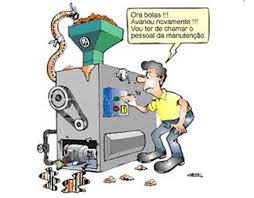 Ora bolas !!!
Avariou novamente !!!
Vou ter de chamar o
pessoal da manutenção.